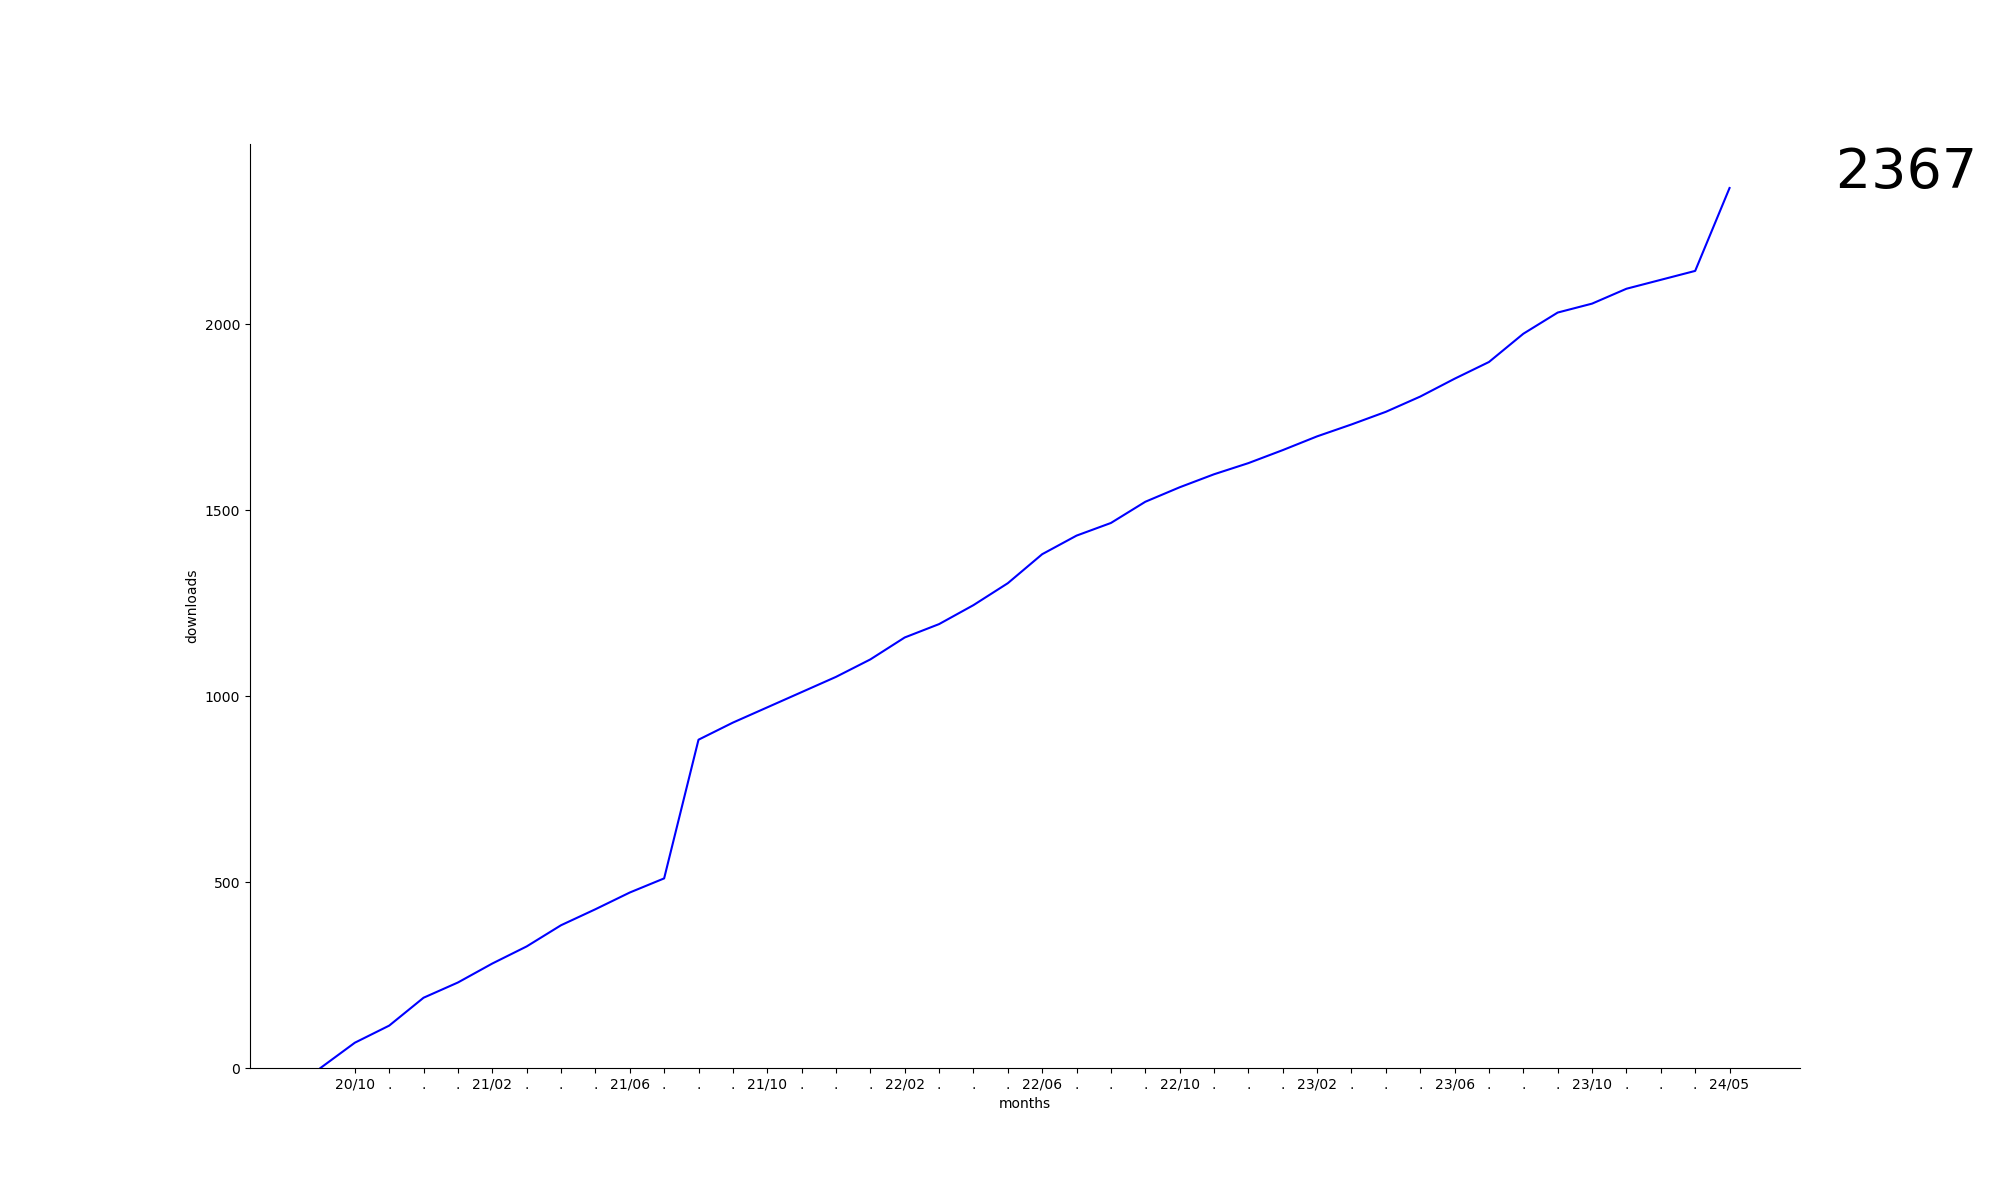 2367
2000
1500
1000
500
0
downloads
20/10 . . . 21/02 . . . 21/06 . . . 21/10 . . . 22/02 . . . 22/06 . . . 22/10 . . . 23/02 . . . 23/06 . . . 23/10 . . . 24/05
months